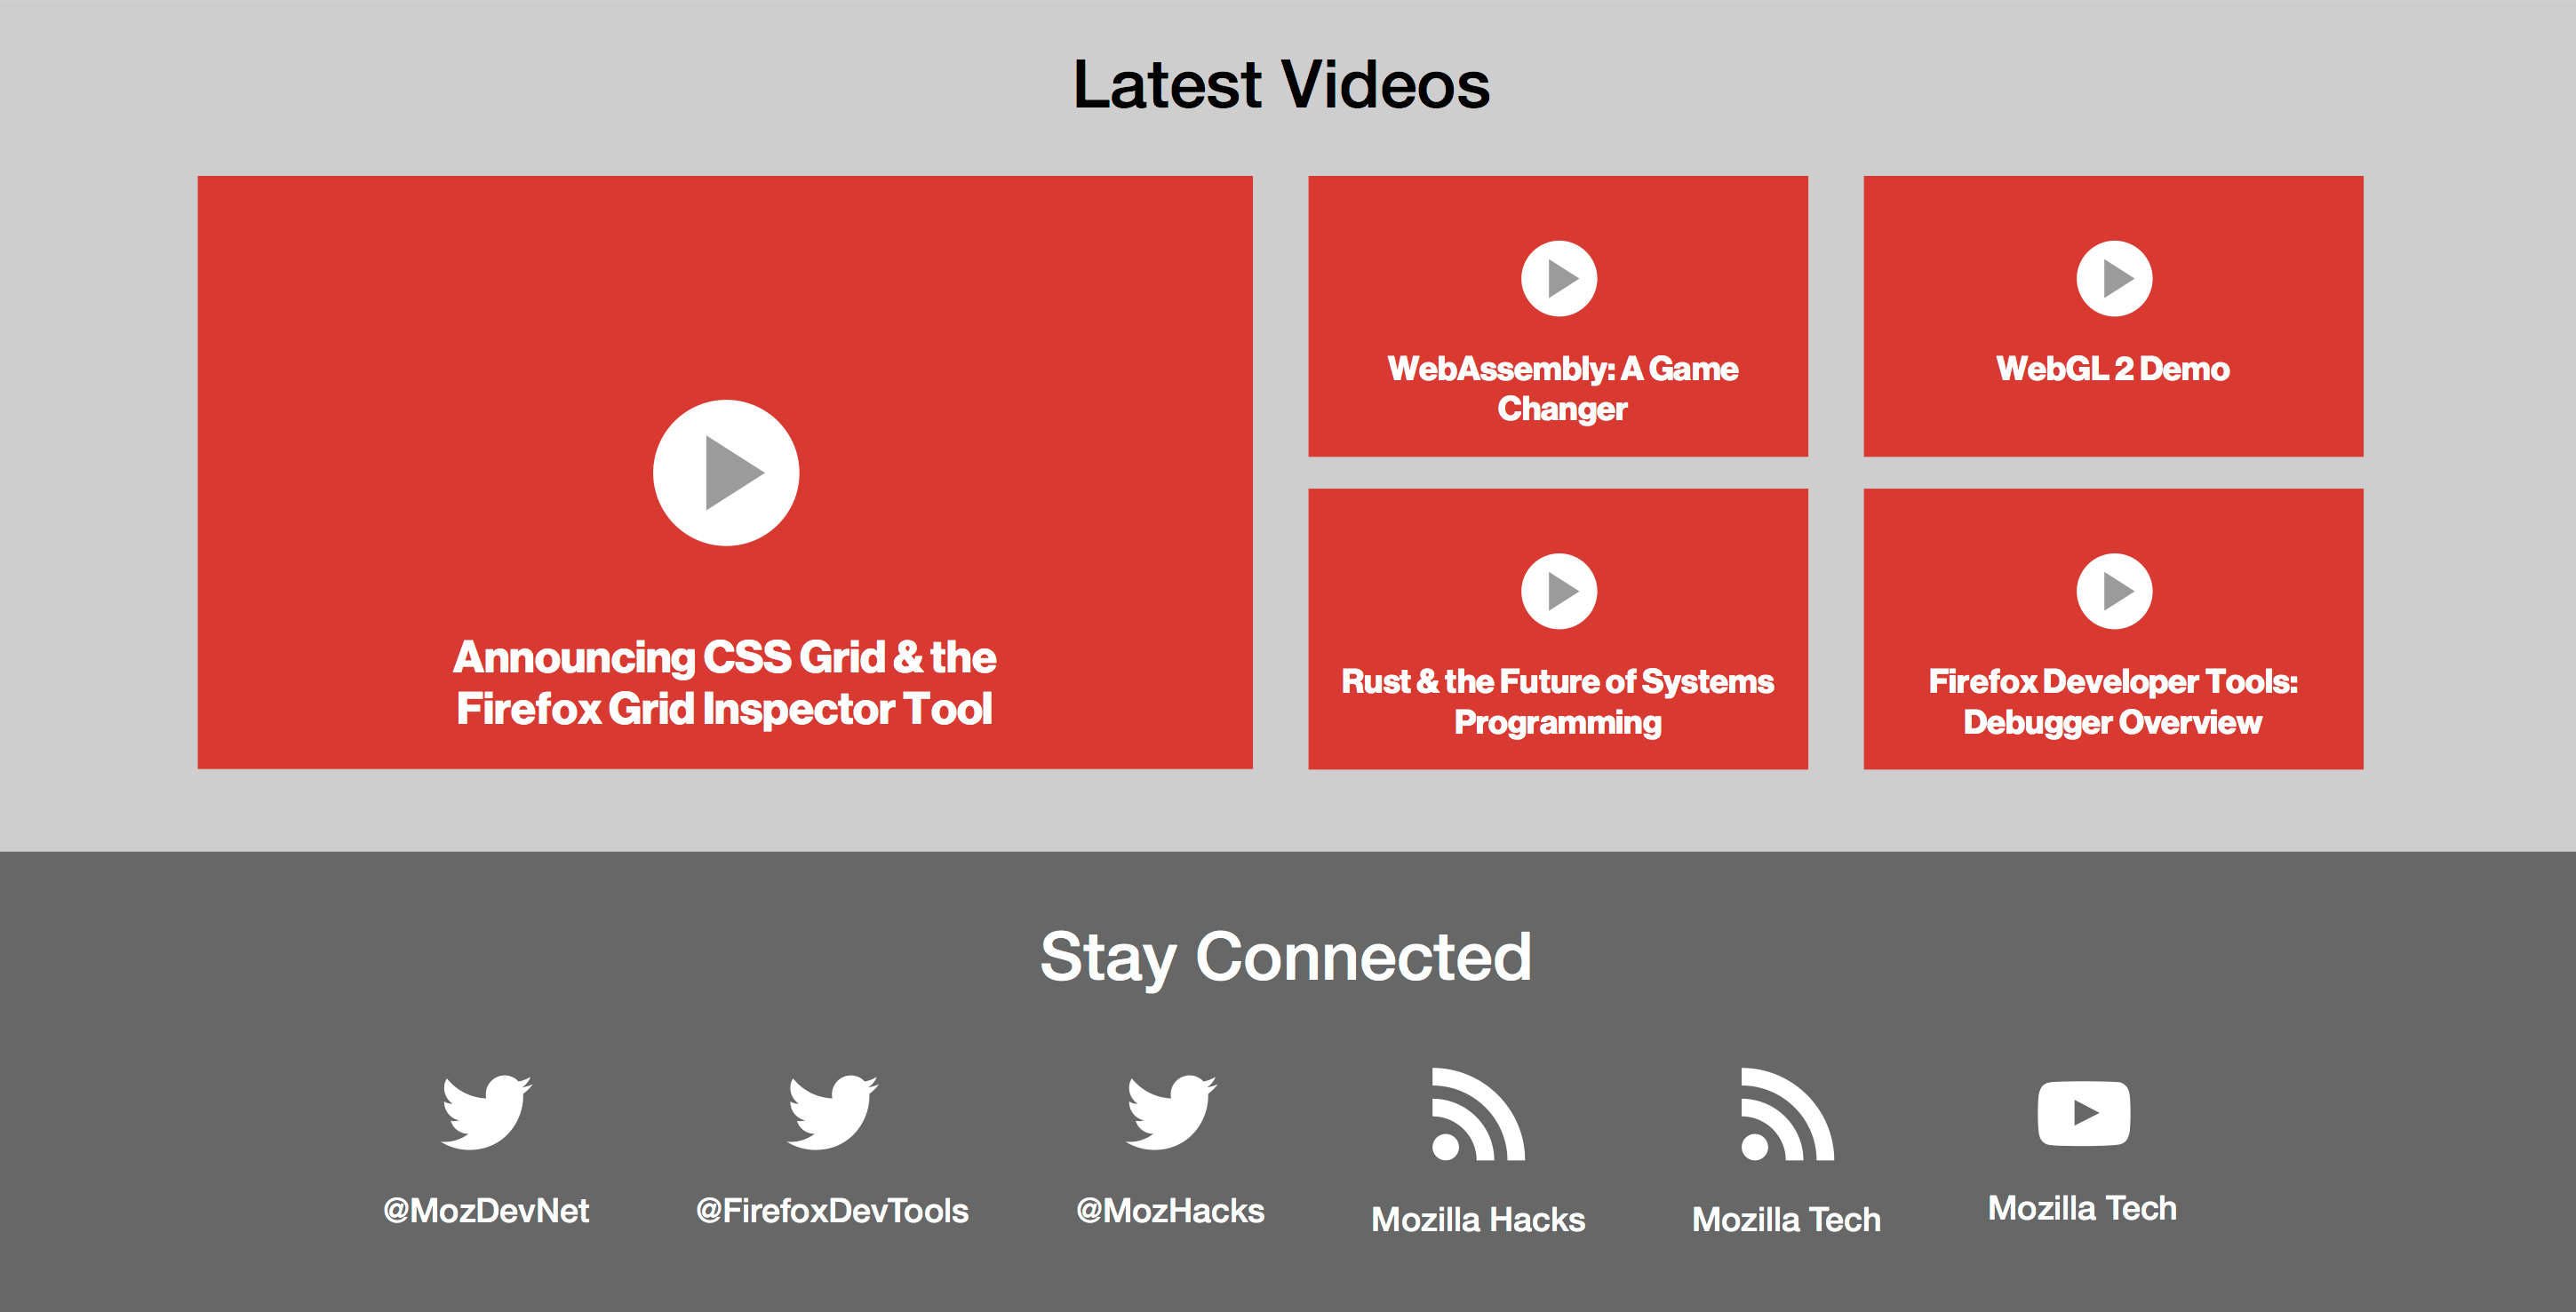 Latest Videos
Announcing CSS Grid & the
Firefox Grid Inspector Tool
WebAssembly: A Game
Changer
WebGL 2 Demo
Rust & the Future of Systems
Programming
Firefox Developer Tools:
Debugger Overview
Stay Connected
@MozDevNet
@FirefoxDevTools
@MozHacks
Mozilla Hacks
Mozilla Tech
Mozilla Tech